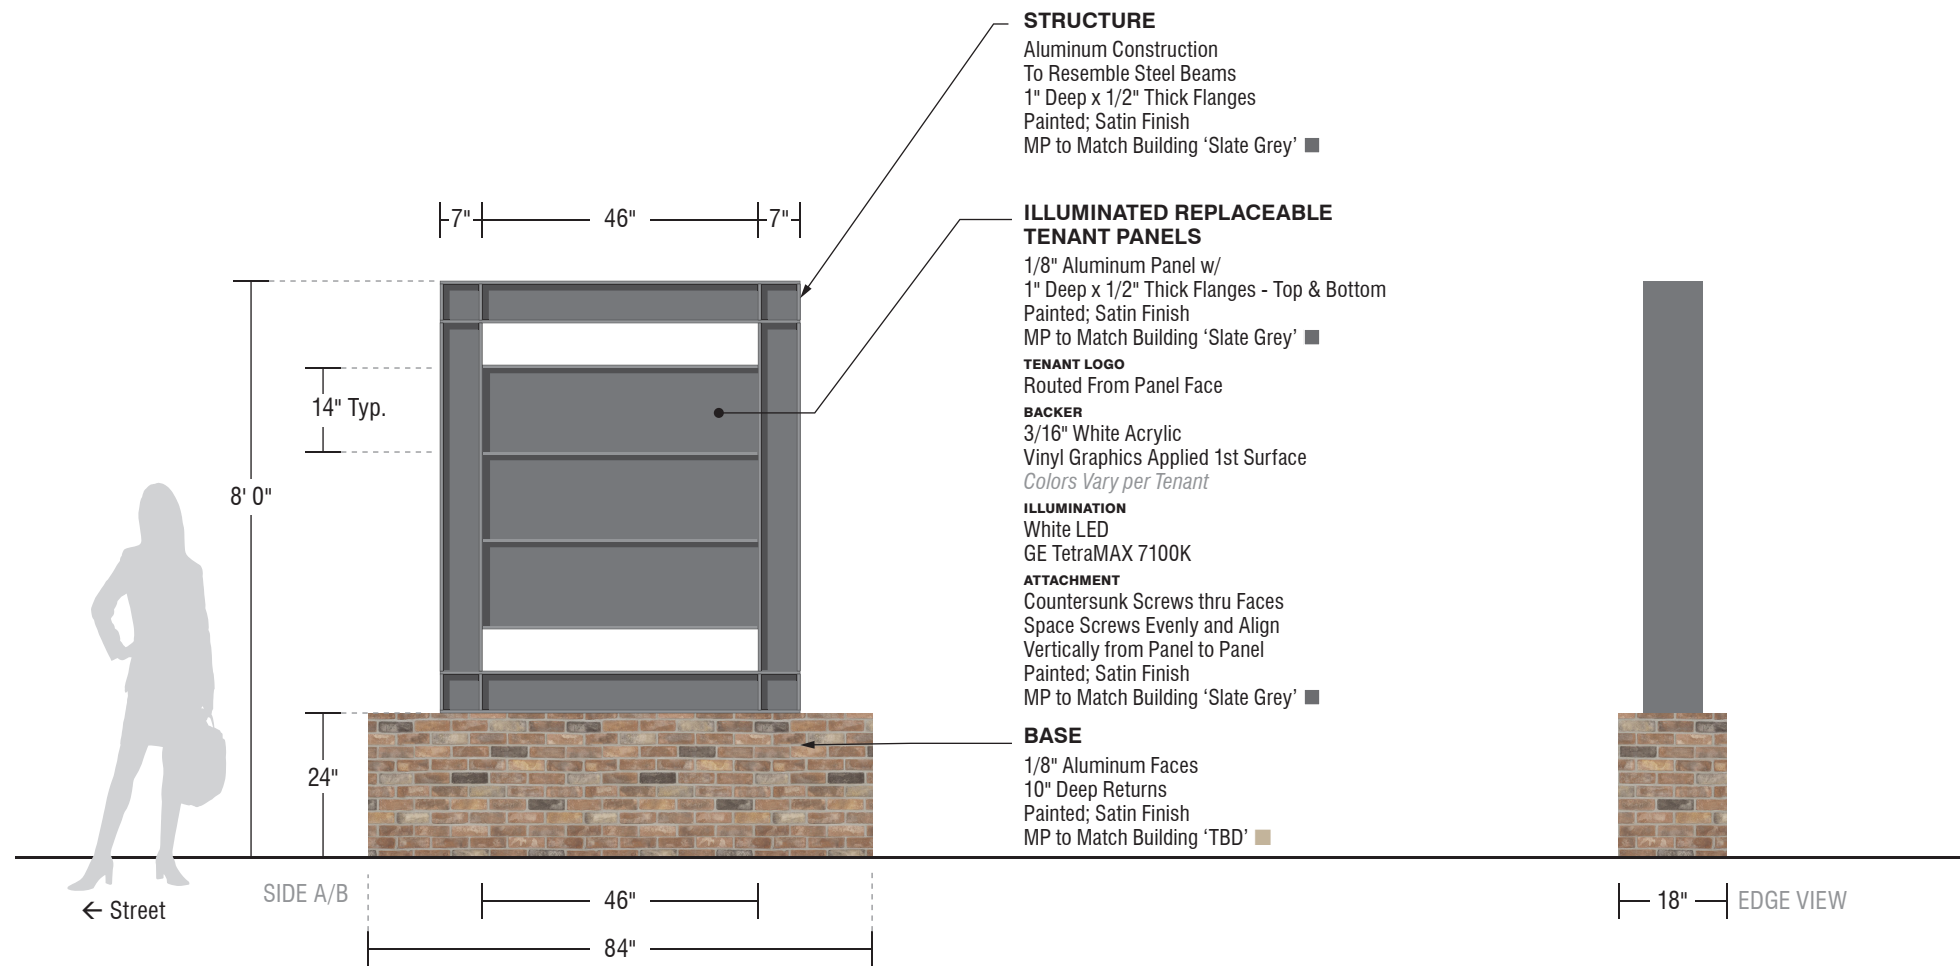 STRUCTURE
Aluminum Construction
To Resemble Steel Beams
1" Deep x 1/2" Thick Flanges
Painted; Satin Finish
MP to Match Building ‘Slate Grey’
7" 46" 7"
ILLUMINATED REPLACEABLE
TENANT PANELS
1/8" Aluminum Panel w/
1" Deep x 1/2" Thick Flanges - Top & Bottom
Painted; Satin Finish
MP to Match Building ‘Slate Grey’
TENANT LOGO
Routed From Panel Face
BACKER
3/16" White Acrylic
Vinyl Graphics Applied 1st Surface
Colors Vary per Tenant
ILLUMINATION
White LED
GE TetraMAX 7100K
ATTACHMENT
Countersunk Screws thru Faces
Space Screws Evenly and Align
Vertically from Panel to Panel
Painted; Satin Finish
MP to Match Building ‘Slate Grey’
BASE
1/8" Aluminum Faces
10" Deep Returns
Painted; Satin Finish
MP to Match Building ‘TBD’
14" Typ.
8' 0"
24"
SIDE A/B
← Street
46"
84"
18"
EDGE VIEW